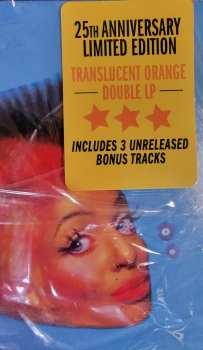 25TH ANNIVERSARY
LIMITED EDITION
TRANSLUCENT ORANGE
DOUBLE LP
INCLUDES 3 UNRELEASED
BONUS TRACKS